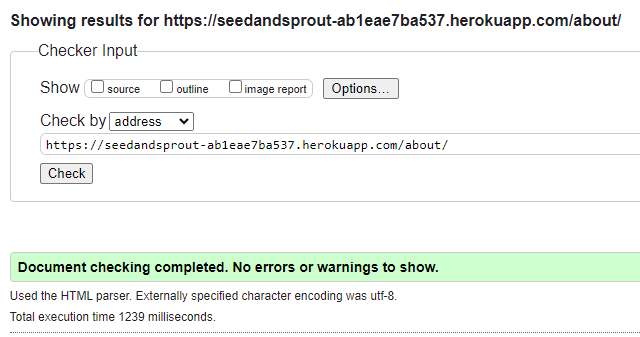 Showing results for https://seedandsprout-ab1eae7ba537.herokuapp.com/about/
Checker Input
Show source outline image report Options...
Check by address
https://seedandsprout-ab1eae7ba537.herokuapp.com/about/
Check
Document checking completed. No errors or warnings to show.
Used the HTML parser. Externally specified character encoding was utf-8.
Total execution time 1239 milliseconds.